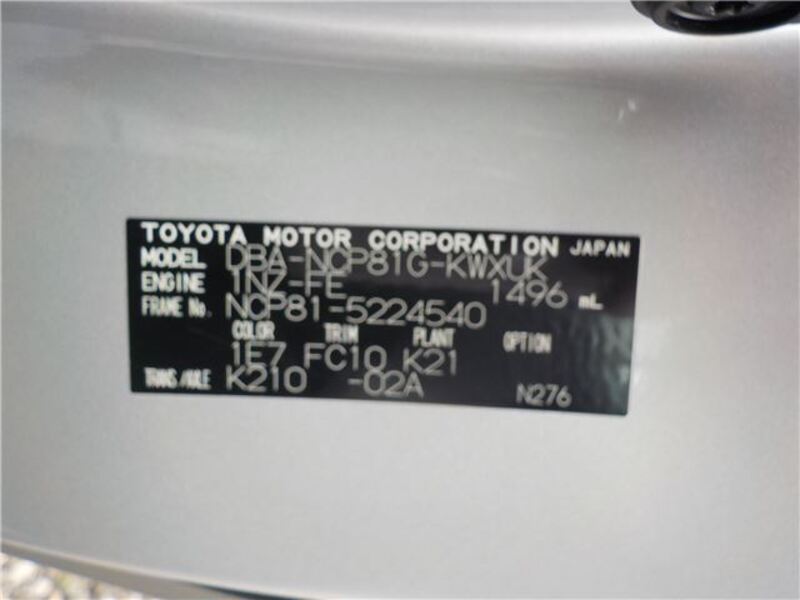 TOYOTA MOTOR CORPORATION JAPAN
MODEL DBA-NCP81G-KWXUK
ENGINE 1NZ-FE 1496 mL
FRAME No. NCP81-5224540
COLOR TRIM PLANT OPTION
1E7 FC10 K21
TRANS/AXLE K210 -02A N276